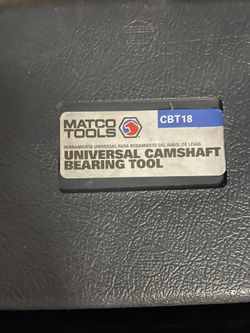 MATCO
TOOLS
CBT18
HERRAMIENTA UNIVERSAL PARA RODAMIENTO DEL ÁRBOL DE LEVAS
UNIVERSAL CAMSHAFT
BEARING TOOL